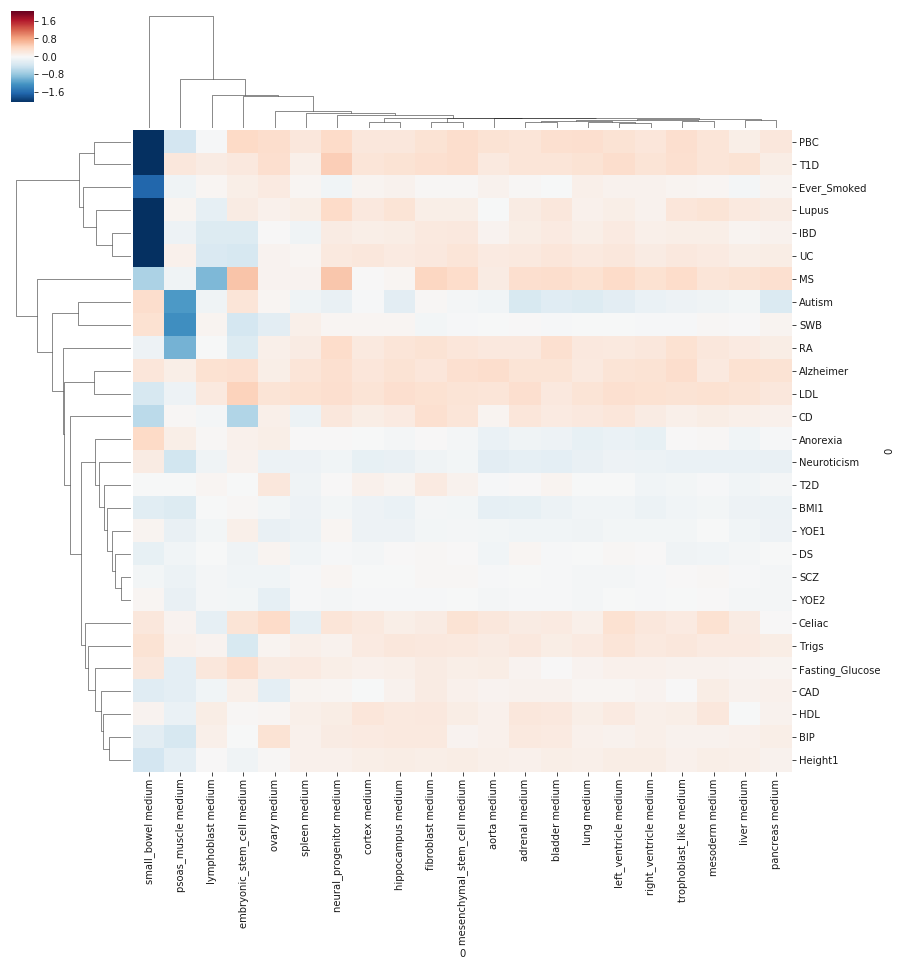 1.6
0.8
0.0
−0.8
−1.6
PBC
T1D
Ever_Smoked
Lupus
IBD
UC
MS
Autism
SWB
RA
Alzheimer
LDL
CD
Anorexia
Neuroticism
T2D
BMI1
YOE1
DS
SCZ
YOE2
Celiac
Trigs
Fasting_Glucose
CAD
HDL
BIP
Height1
0
small_bowel medium
psoas_muscle medium
lymphoblast medium
embryonic_stem_cell medium
ovary medium
spleen medium
neural_progenitor medium
cortex medium
hippocampus medium
fibroblast medium
mesenchymal_stem_cell medium
aorta medium
adrenal medium
bladder medium
lung medium
left_ventricle medium
right_ventricle medium
trophoblast_like medium
mesoderm medium
liver medium
pancreas medium
0